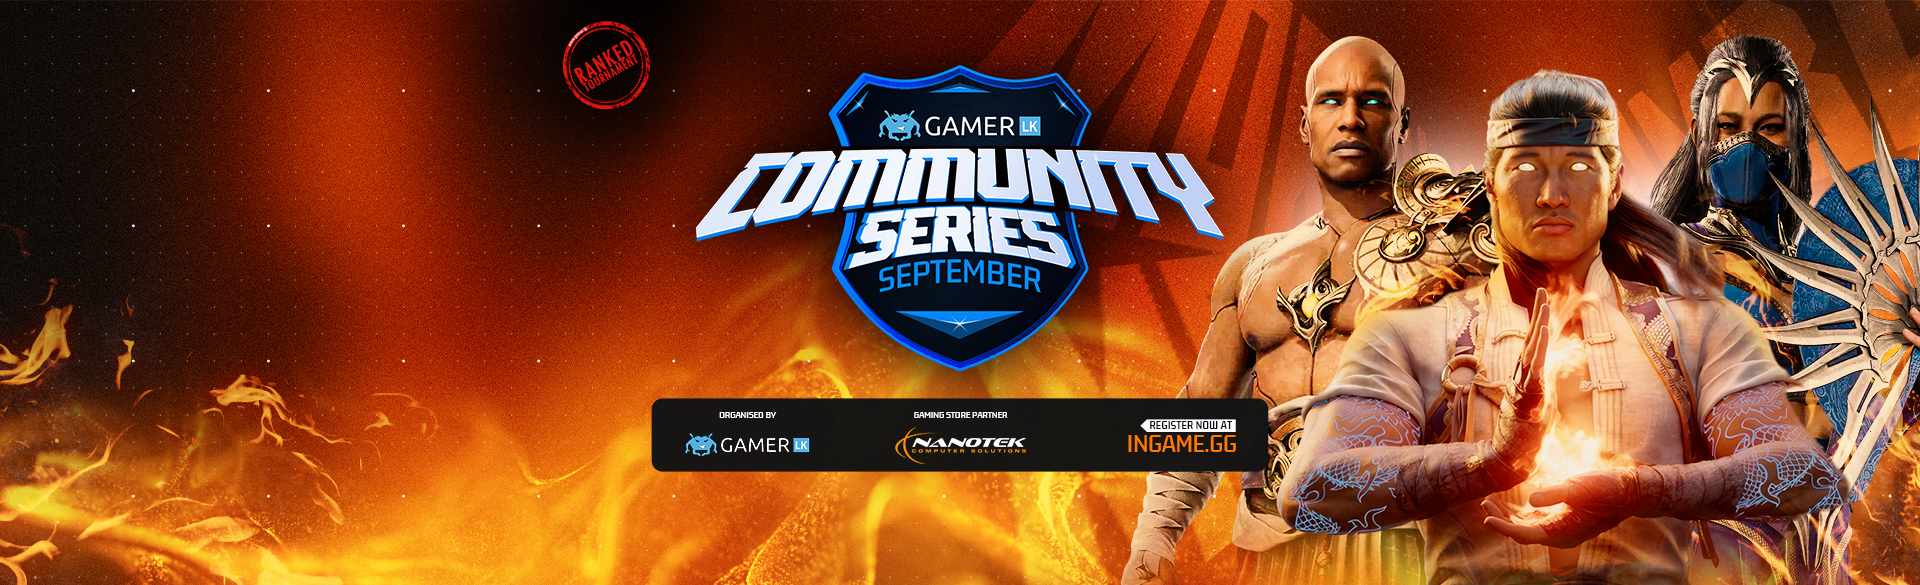 RANKED
TOURNAMENT
GAMER LK
COMMUNITY
SERIES
SEPTEMBER
ORGANISED BY
GAMER LK
GAMING STORE PARTNER
NANOTEK
COMPUTER SOLUTIONS
REGISTER NOW AT
INGAME.GG